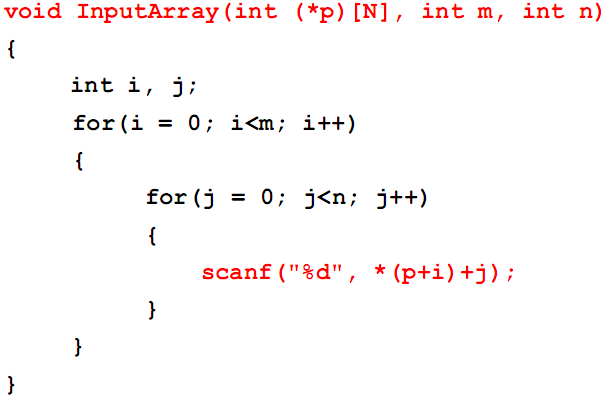 void InputArray(int (*p)[N], int m, int n)
{
int i, j;
for(i = 0; i<m; i++)
{
for(j = 0; j<n; j++)
{
scanf("%d", *(p+i)+j);
}
}
}